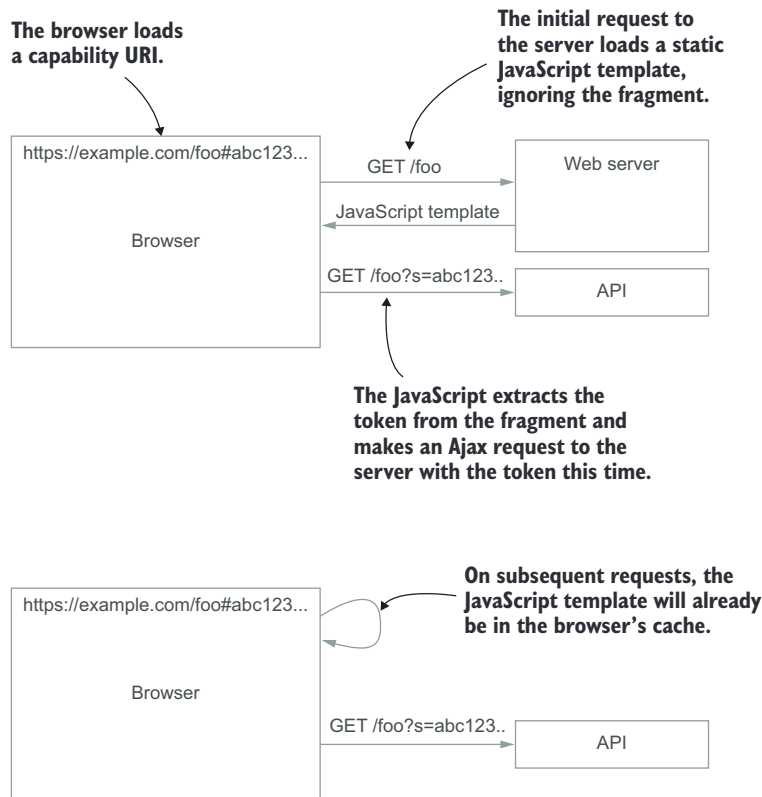 The browser loads
a capability URI.
The initial request to
the server loads a static
JavaScript template,
ignoring the fragment.
https://example.com/foo#abc123...
Browser
GET /foo
JavaScript template
Web server
GET /foo?s=abc123..
API
The JavaScript extracts the
token from the fragment and
makes an Ajax request to the
server with the token this time.
On subsequent requests, the
JavaScript template will already
be in the browser’s cache.
https://example.com/foo#abc123...
Browser
GET /foo?s=abc123..
API